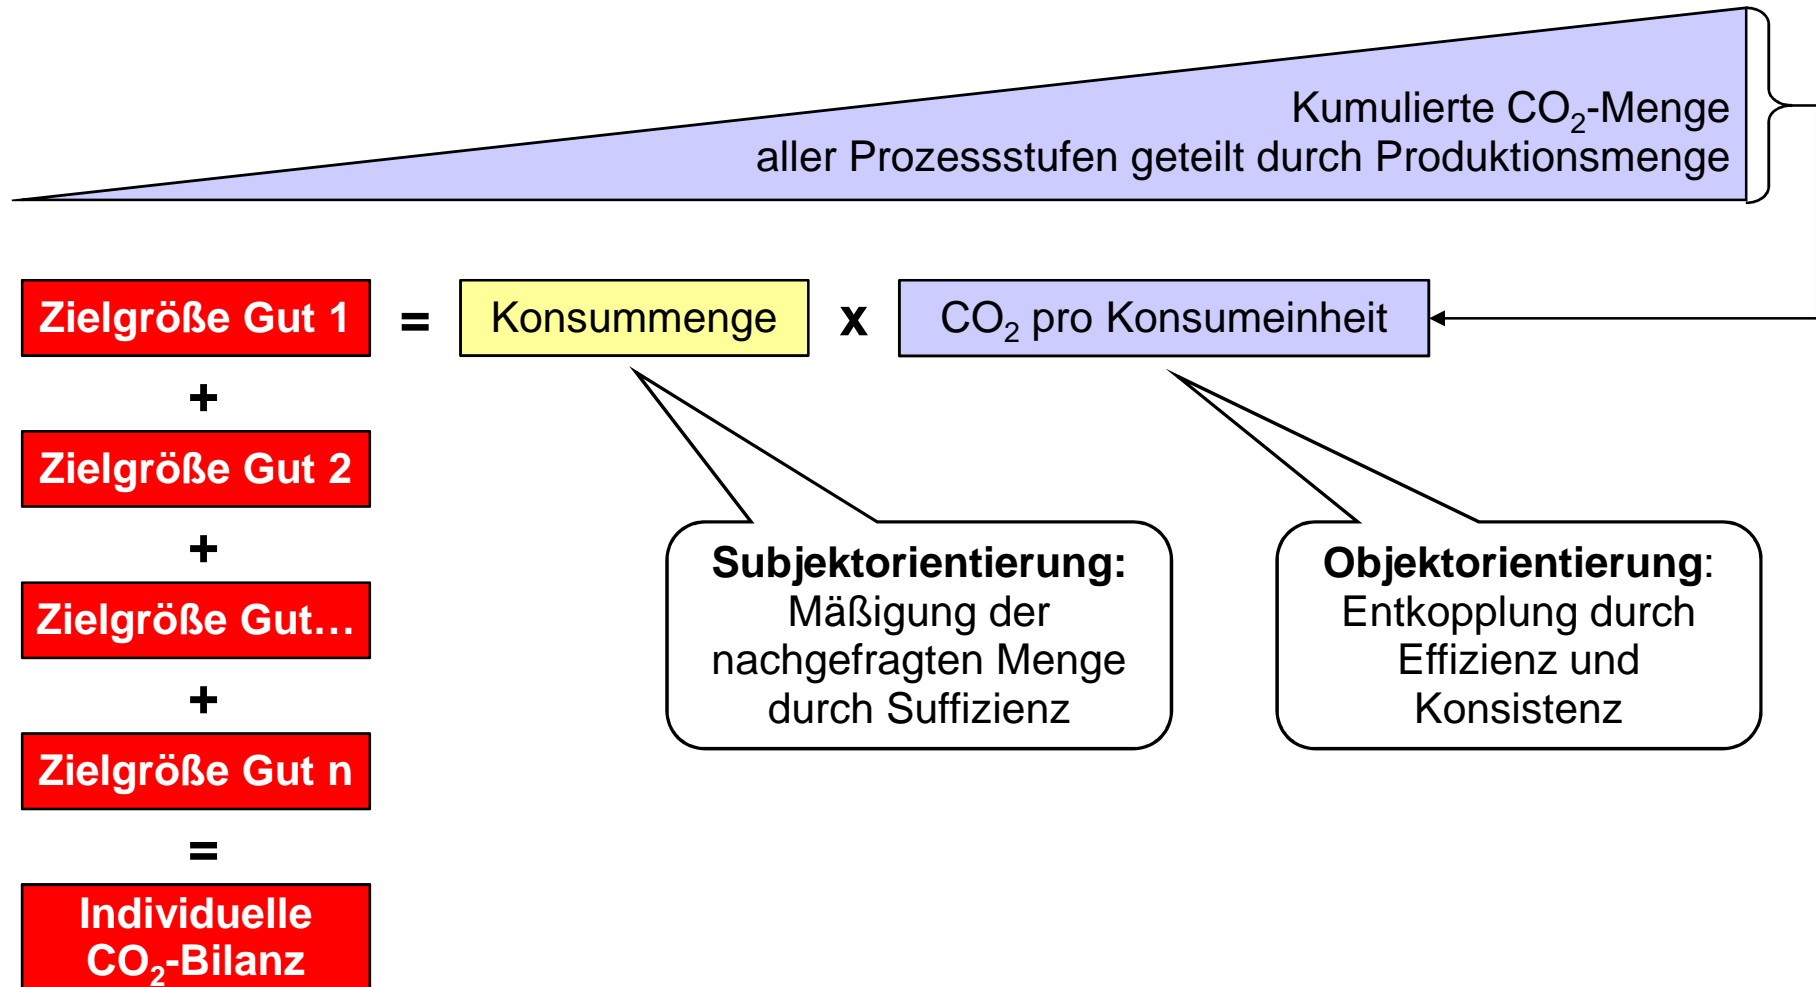 Kumulierte CO₂-Menge
aller Prozessstufen geteilt durch Produktionsmenge
Zielgröße Gut 1 = Konsummenge x CO₂ pro Konsumeinheit
+
Zielgröße Gut 2
+
Zielgröße Gut…
+
Zielgröße Gut n
=
Individuelle
CO₂-Bilanz
Subjektorientierung:
Mäßigung der
nachgefragten Menge
durch Suffizienz
Objektorientierung:
Entkopplung durch
Effizienz und
Konsistenz